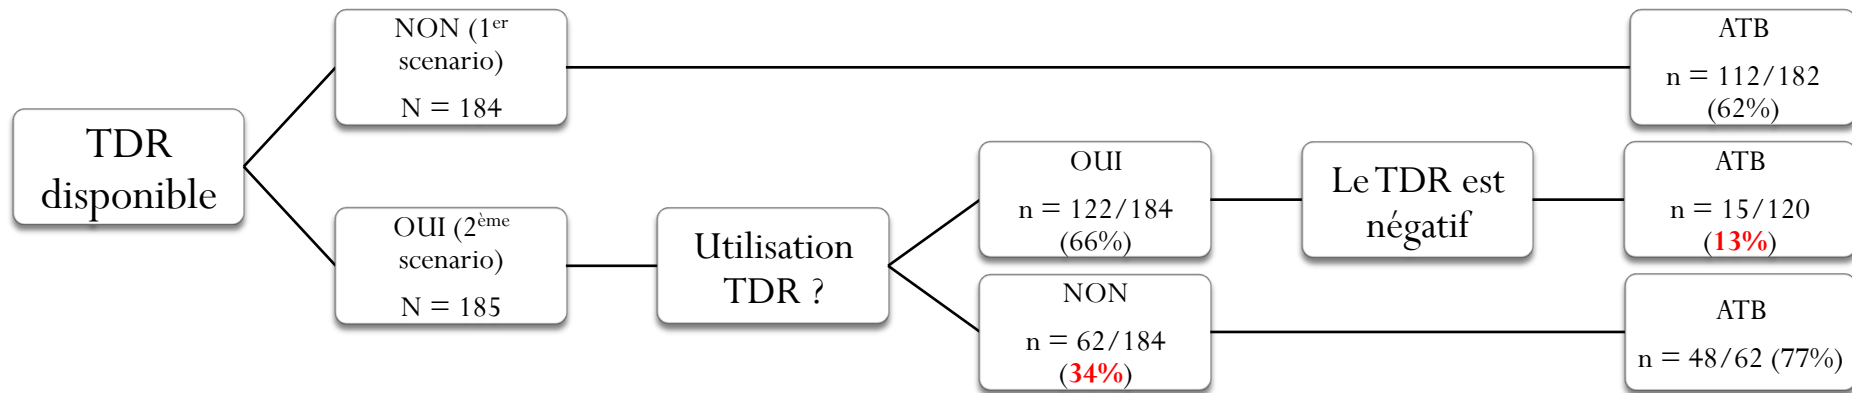 TDR
disponible
NON (1er
scenario)
N = 184
ATB
n = 112/182
(62%)
OUI (2ème
scenario)
N = 185
Utilisation
TDR ?
OUI
n = 122/184
(66%)
Le TDR est
négatif
ATB
n = 15/120
(13%)
NON
n = 62/184
(34%)
ATB
n = 48/62 (77%)